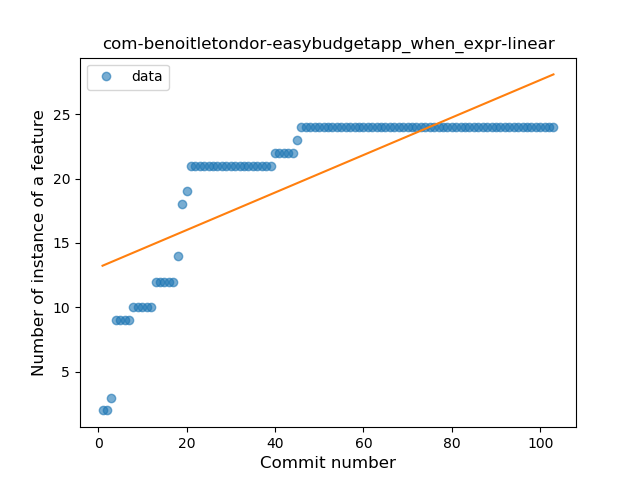 com-benoitletondor-easybudgetapp_when_expr-linear
data
Number of instance of a feature
25
20
15
10
5
0
20
40
60
80
100
Commit number